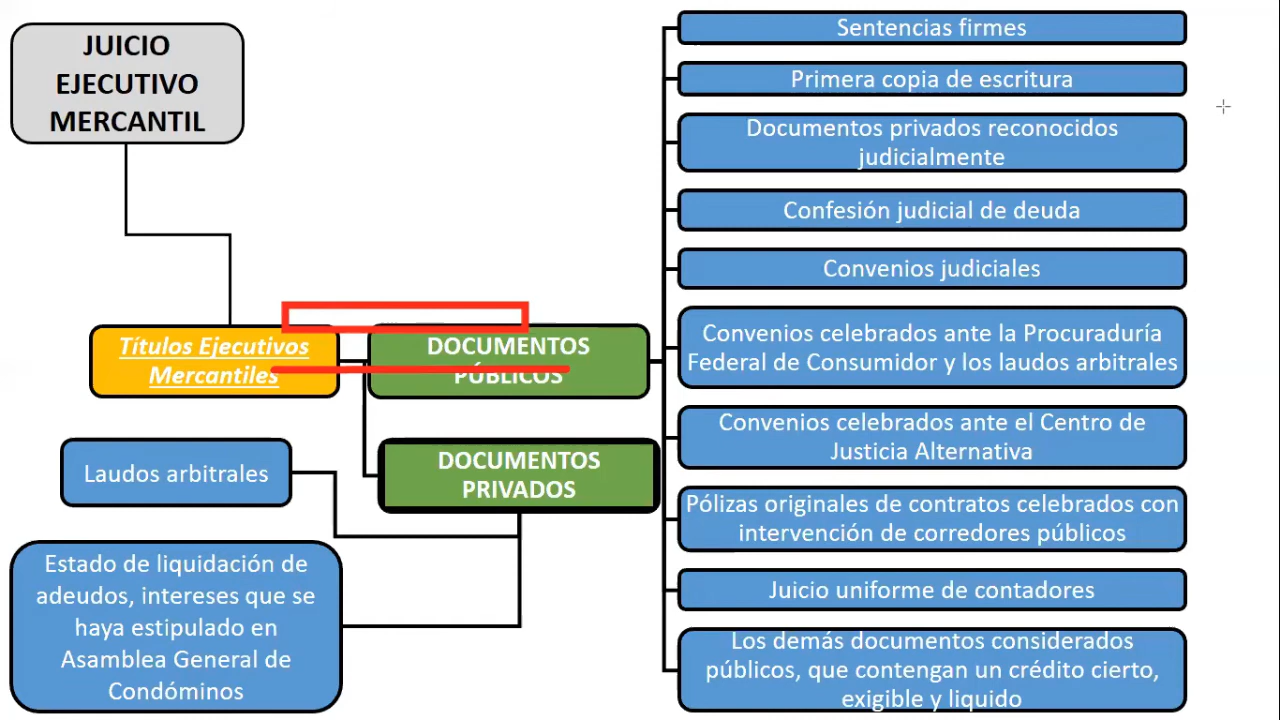 JUICIO
EJECUTIVO
MERCANTIL
Títulos Ejecutivos
Mercantiles
DOCUMENTOS
PÚBLICOS
Sentencias firmes
Primera copia de escritura
Documentos privados reconocidos
judicialmente
Confesión judicial de deuda
Convenios judiciales
Convenios celebrados ante la Procuraduría
Federal de Consumidor y los laudos arbitrales
Convenios celebrados ante el Centro de
Justicia Alternativa
Pólizas originales de contratos celebrados con
intervención de corredores públicos
Juicio uniforme de contadores
Los demás documentos considerados
públicos, que contengan un crédito cierto,
exigible y liquido
DOCUMENTOS
PRIVADOS
Laudos arbitrales
Estado de liquidación de
adeudos, intereses que se
haya estipulado en
Asamblea General de
Condóminos